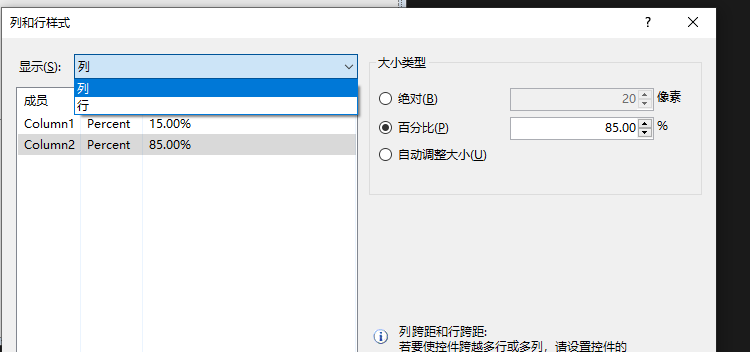 列和行样式
?
显示(S):
列
列
行
成员
Column1 Percent 15.00%
Column2 Percent 85.00%
大小类型
绝对(B) 20 像素
百分比(P) 85.00 %
自动调整大小(U)
列跨距和行跨距:
若要使控件跨越多行或多列，请设置控件的